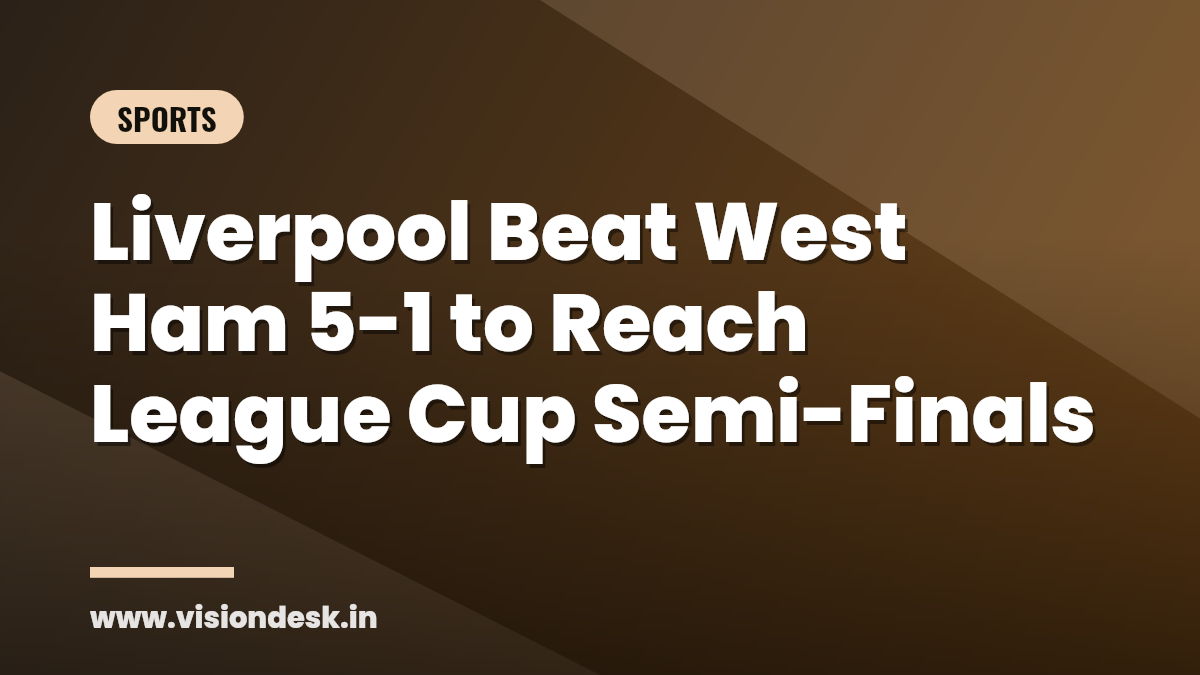 SPORTS
Liverpool Beat West
Ham 5-1 to Reach
League Cup Semi-Finals
www.visiondesk.in